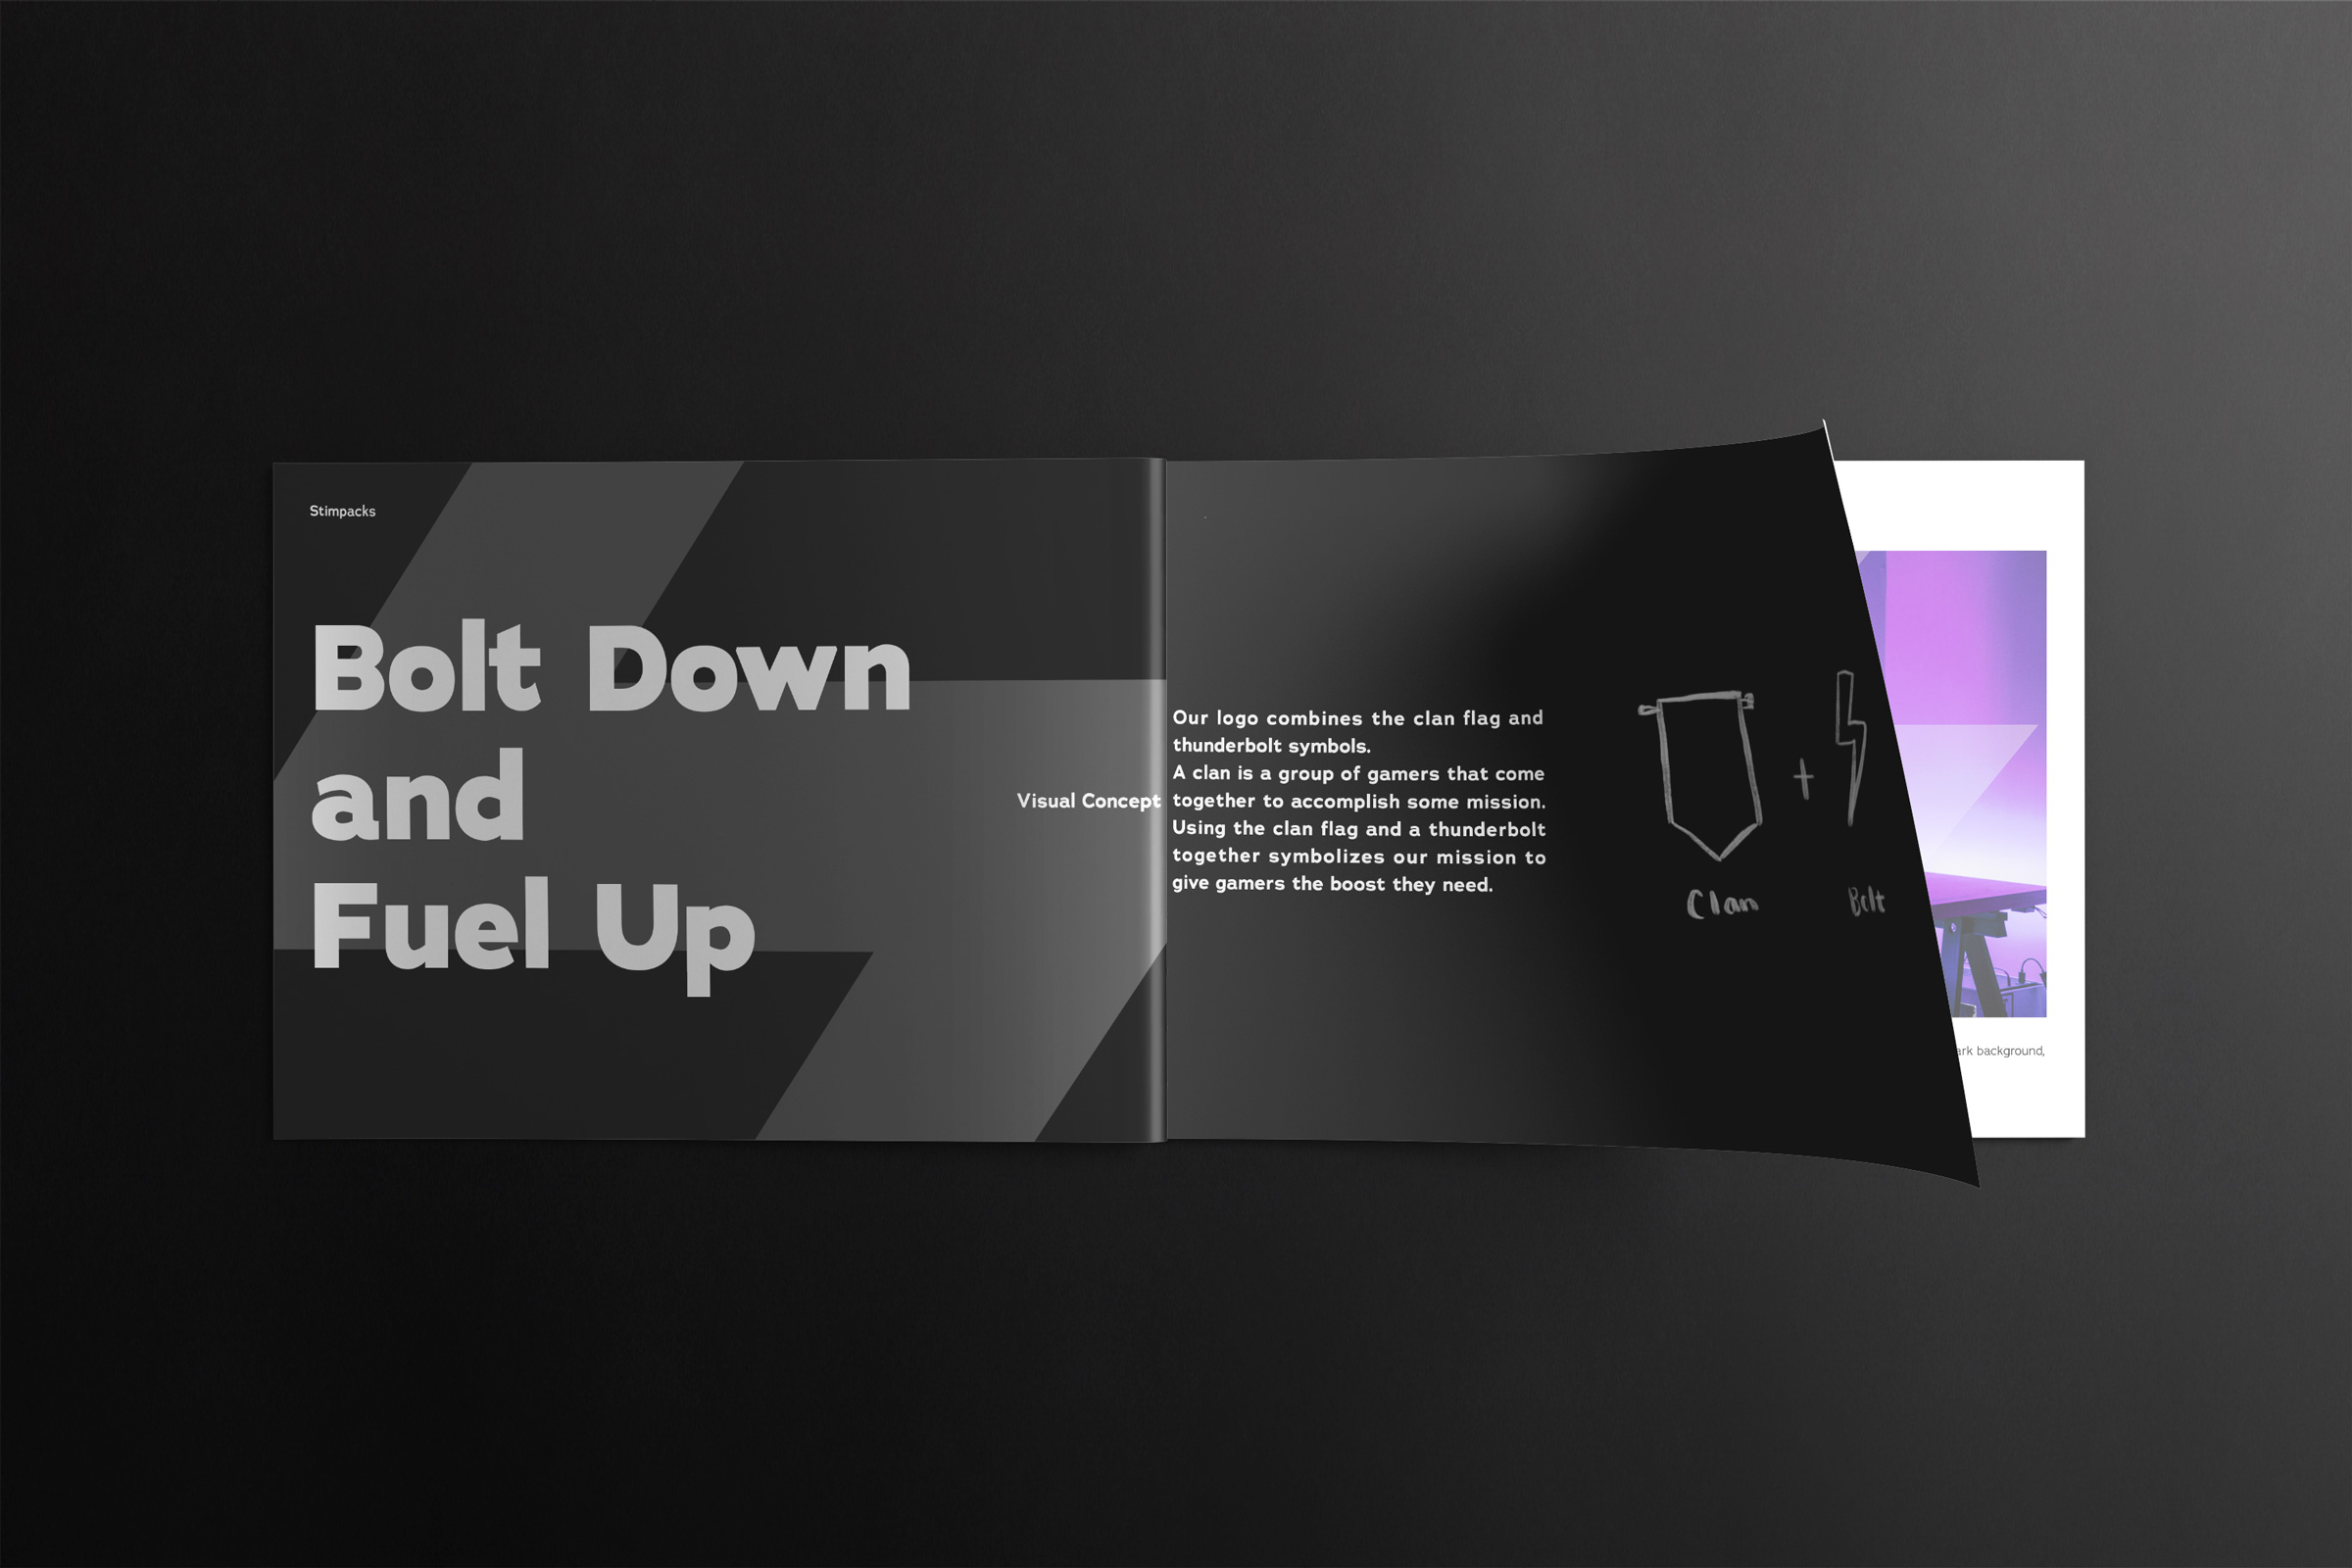 Stimpacks
Bolt Down
and
Fuel Up
Visual Concept
Our logo combines the clan flag and
thunderbolt symbols.
A clan is a group of gamers that come
together to accomplish some mission.
Using the clan flag and a thunderbolt
together symbolizes our mission to
give gamers the boost they need.
+
Clan
Bolt
background,